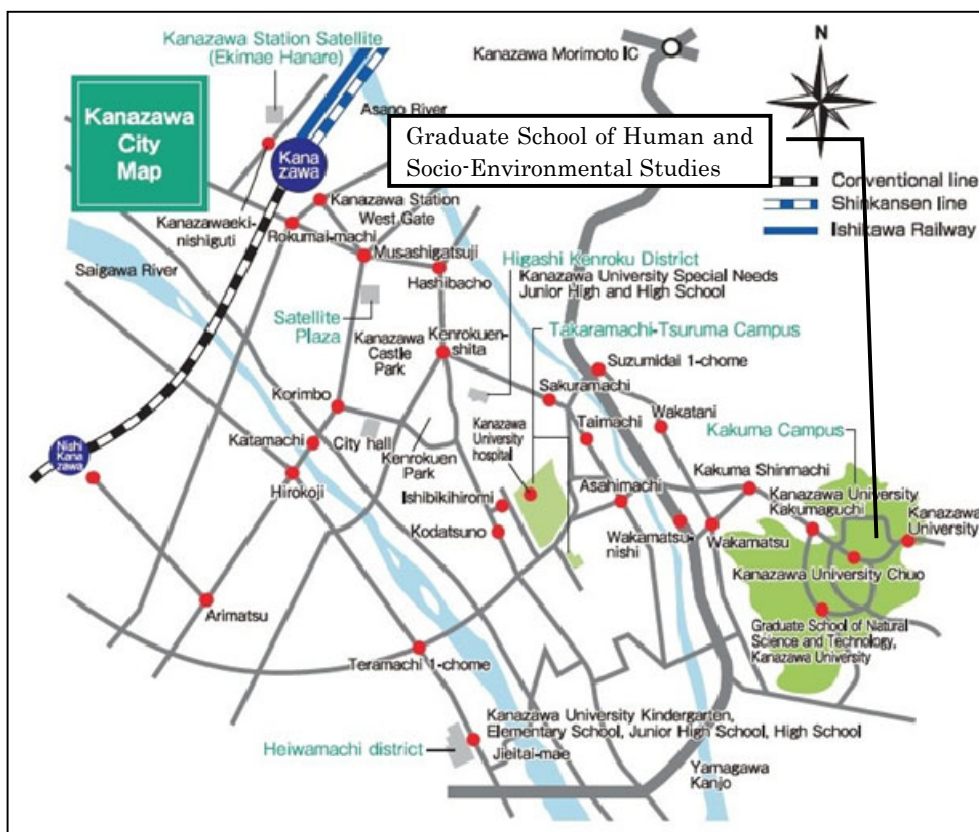 Kanazawa Station Satellite
(Ekimae Hanare)
Kanazawa
City
Map
Kanazawa Morimoto IC
N
Asano River
Graduate School of Human and
Socio-Environmental Studies
Kana
zawa
Conventional line
Shinkansen line
Ishikawa Railway
Kanazawaeki-
nishiiguti
Kanazawa Station
West Gate
Rokumai-machi
Musashigatsuji
Saigawa River
Hashibacho
Higashi Kenroku District
Kanazawa University Special Needs
Junior High and High School
Satellite
Plaza
Kanazawa
Castle
Park
Kenrokuen-
shita
Takaramachi-Tsuruma Campus
Suzumidai 1-chome
Sakuramachi
Korimbo
Taimachi
Wakatani
Kakuma Campus
Katamachi
City hall
Kanazawa
University
hospital
Kenrokuen
Park
Nishi
Kana
zawa
Hirokoji
Kakuma Shinmachi
Ishibikihiromi
Asahimachi
Kanazawa University
Kakumaguchi
Kanazawa
University
Kodatsuno
Wakamatsu-
nishi
Wakamatsu
Kanazawa University Chuo
Arimatsu
Graduate School of Natural
Science and Technology,
Kanazawa University
Teramachi 1-chome
Kanazawa University Kindergarten,
Elementary School, Junior High School, High School
Heiwamachi district
Jieitai-mae
Yamagawa
Kanjo